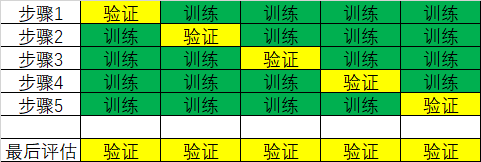 步骤1 验证 训练 训练 训练 训练
步骤2 训练 验证 训练 训练 训练
步骤3 训练 训练 验证 训练 训练
步骤4 训练 训练 训练 验证 训练
步骤5 训练 训练 训练 训练 验证
最后评估 验证 验证 验证 验证 验证